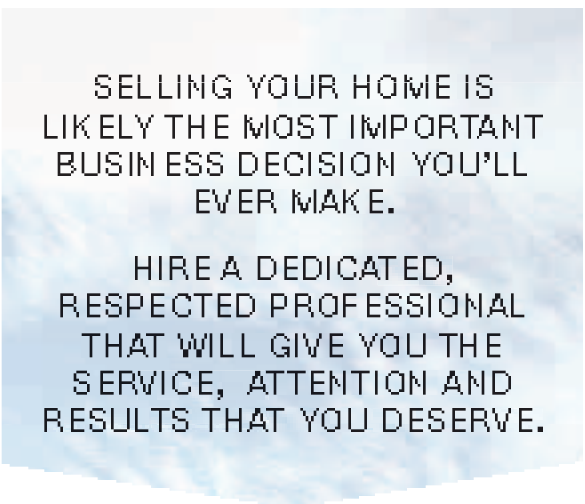 SELLING YOUR HOME IS
LIKELY THE MOST IMPORTANT
BUSINESS DECISION YOU'LL
EVER MAKE.
HIRE A DEDICATED,
RESPECTED PROFESSIONAL
THAT WILL GIVE YOU THE
SERVICE, ATTENTION AND
RESULTS THAT YOU DESERVE.